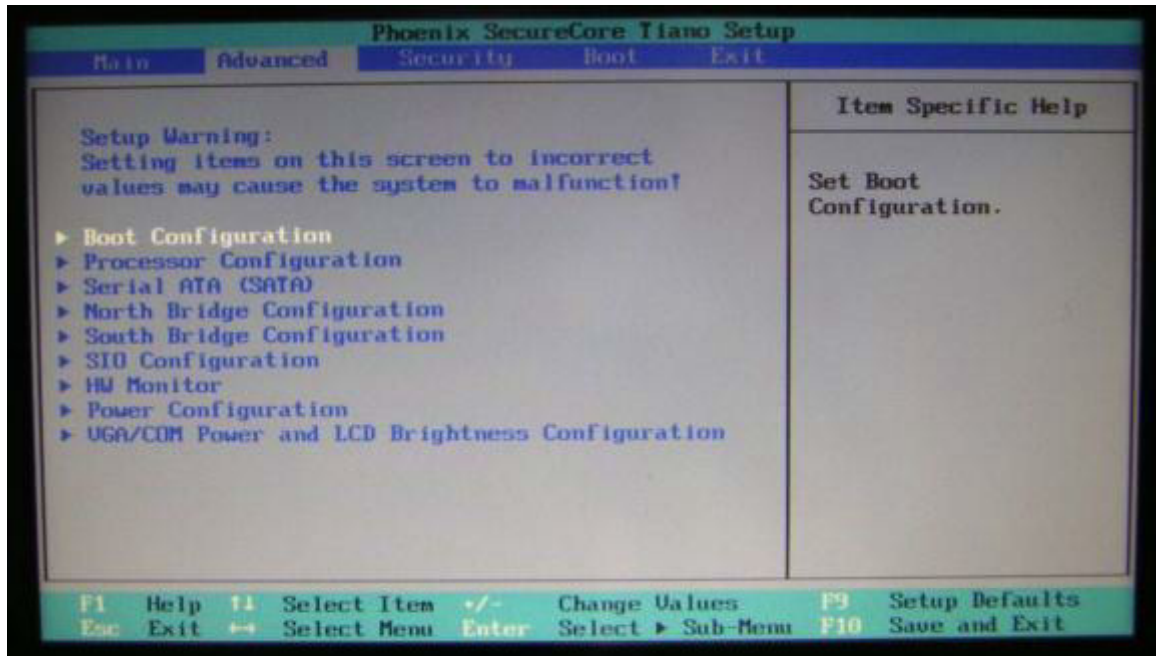 Phoenix SecureCore Tiano Setup
Main Advanced Security Boot Exit
Item Specific Help
Setup Warning:
Setting items on this screen to incorrect
values may cause the system to malfunction!
Set Boot
Configuration.
► Boot Configuration
► Processor Configuration
► Serial ATA (SATA)
► North Bridge Configuration
► South Bridge Configuration
► SIO Configuration
► HW Monitor
► Power Configuration
► VGA/COM Power and LCD Brightness Configuration
F1 Help ↑↓ Select Item +/- Change Values F9 Setup Defaults
Esc Exit ↔ Select Menu Enter Select ► Sub-Menu F10 Save and Exit